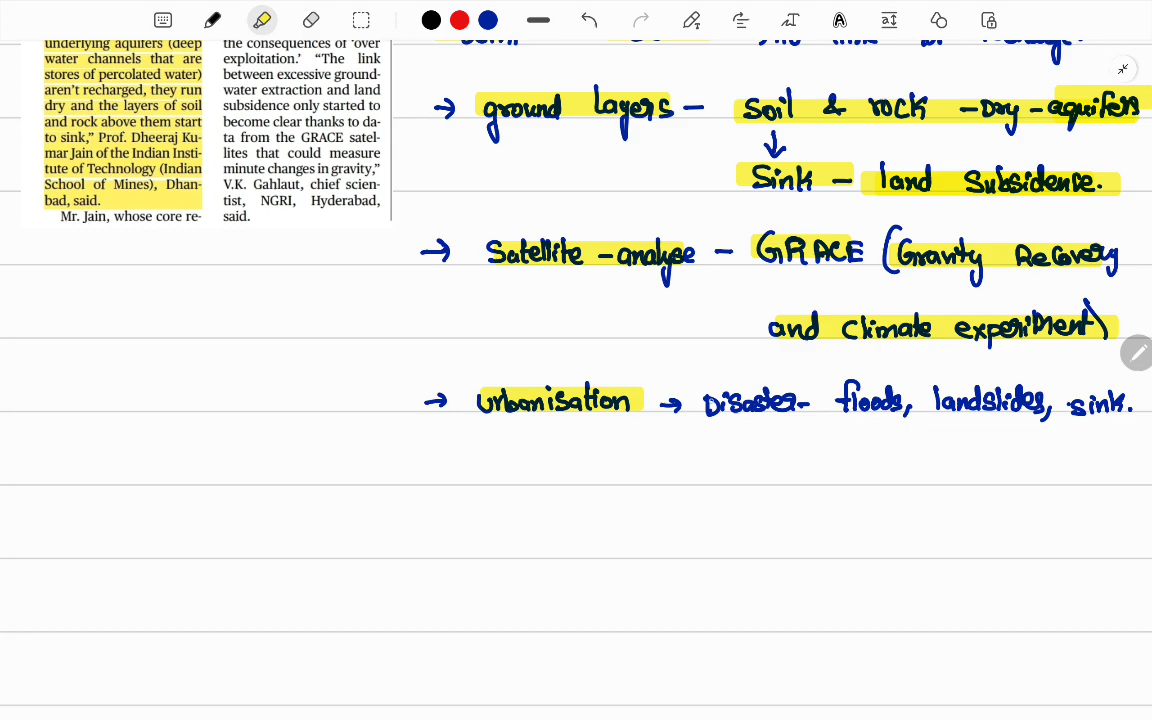 underlying aquifers (deep
water channels that are
stores of percolated water)
aren't recharged, they run
dry and the layers of soil
and rock above them start
to sink," Prof. Dheeraj Ku-
mar Jain of the Indian Insti-
tute of Technology (Indian
School of Mines), Dhan-
bad, said.
Mr. Jain, whose core re-
the consequences of 'over
exploitation.' "The link
between excessive ground-
water extraction and land
subsidence only started to
become clear thanks to da-
ta from the GRACE satel-
lites that could measure
minute changes in gravity,"
V.K. Gahlaut, chief scien-
tist, NGRI, Hyderabad,
said.
→ ground layers – Soil & rock – Dry – aquifers
↓
Sink – land Subsidence.
→ Satellite – analyse – GRACE (Gravity Recovery
and Climate experiment)
→ urbanisation → Disaster – floods, landslides, sink.